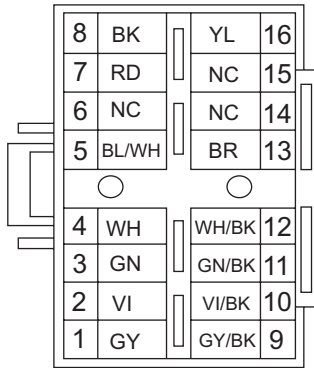 8 BK YL 16
7 RD NC 15
6 NC NC 14
5 BL/WH BR 13
4 WH WH/BK 12
3 GN GN/BK 11
2 VI VI/BK 10
1 GY GY/BK 9